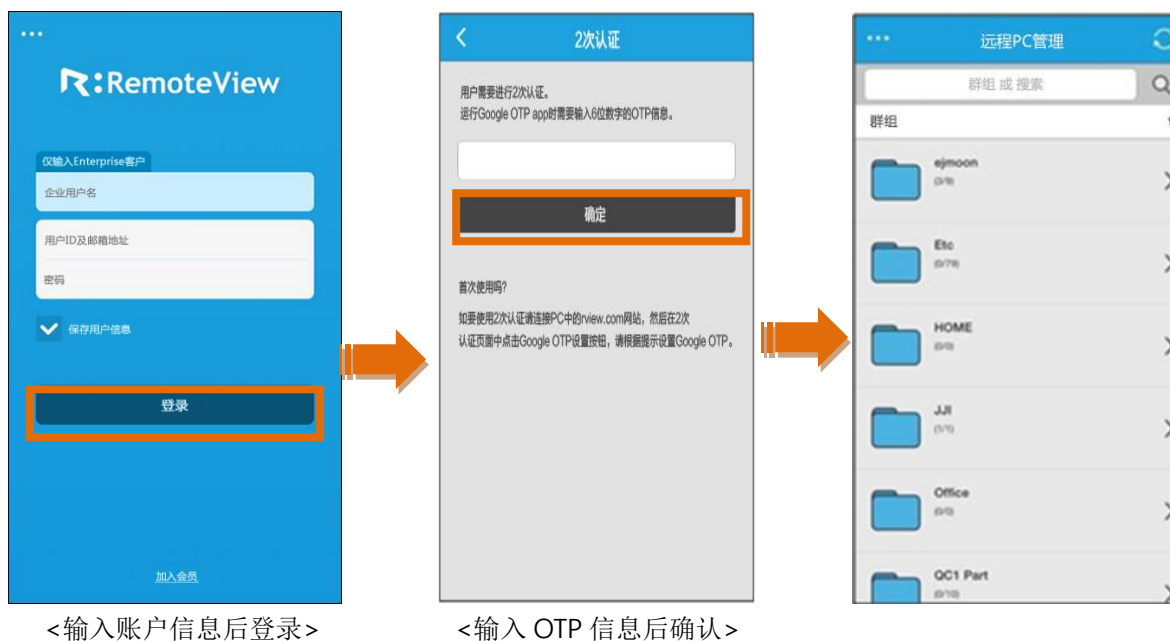 R:RemoteView
仅输入Enterprise客户
企业用户名
用户ID及邮箱地址
密码
保存用户信息
登录
加入会员
<输入账户信息后登录>
2次认证
用户需要进行2次认证。
运行Google OTP app时需要输入6位数字的OTP信息。
确定
首次使用吗?
如要使用2次认证请连接PC中的rview.com网站，然后在2次
认证页面中点击Google OTP设置按钮，请根据提示设置Google OTP。
<输入 OTP 信息后确认>
远程PC管理
群组 或 搜索
群组
ejmoon
Etc
HOME
JJI
Office
QC1 Part